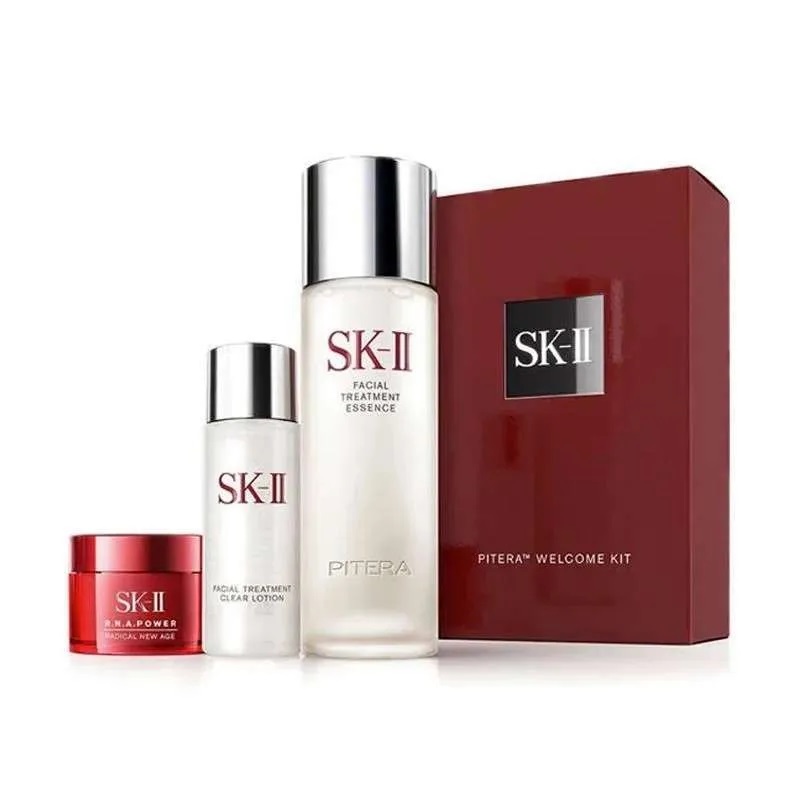 SK-II
R.N.A.POWER
RADICAL NEW AGE
SK-II
FACIAL TREATMENT
CLEAR LOTION
SK-II
FACIAL
TREATMENT
ESSENCE
PITERA
SK-II
PITERA™ WELCOME KIT